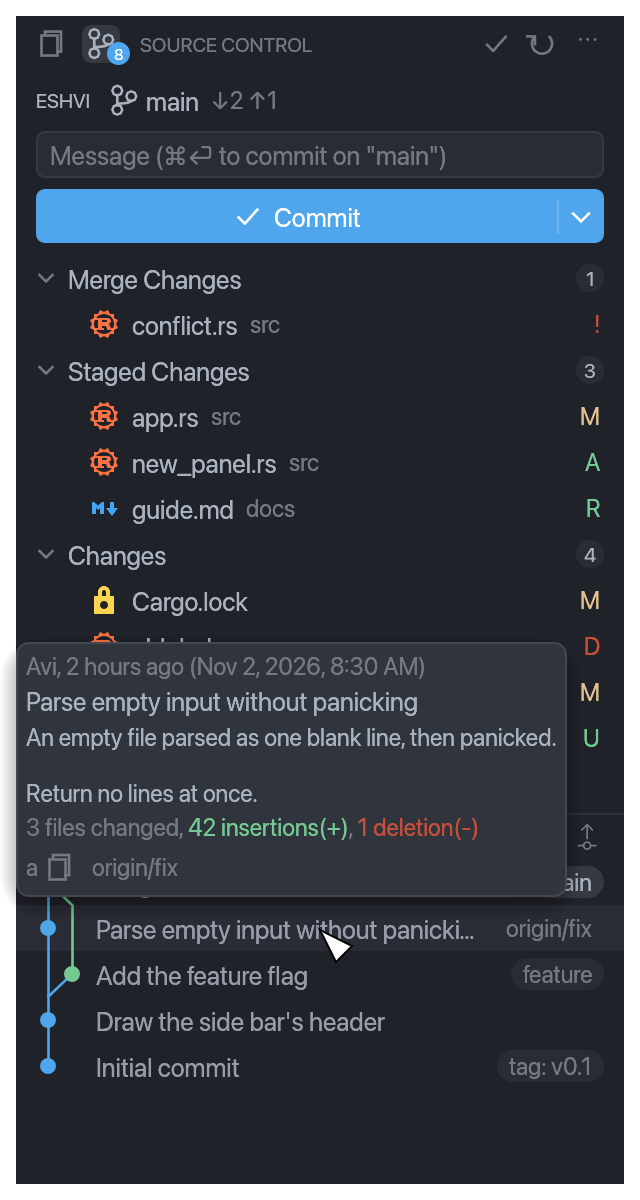 8 SOURCE CONTROL ...
ESHVI main ↓2 ↑1
Message (⌘⏎ to commit on "main")
Commit
Merge Changes 1
conflict.rs src !
Staged Changes 3
app.rs src M
new_panel.rs src A
guide.md docs R
Changes 4
Cargo.lock M
D
M
U
Avi, 2 hours ago (Nov 2, 2026, 8:30 AM)
Parse empty input without panicking
An empty file parsed as one blank line, then panicked.
Return no lines at once.
3 files changed, 42 insertions(+), 1 deletion(-)
a origin/fix
Parse empty input without panicki... origin/fix
Add the feature flag feature
Draw the side bar's header
Initial commit tag: v0.1